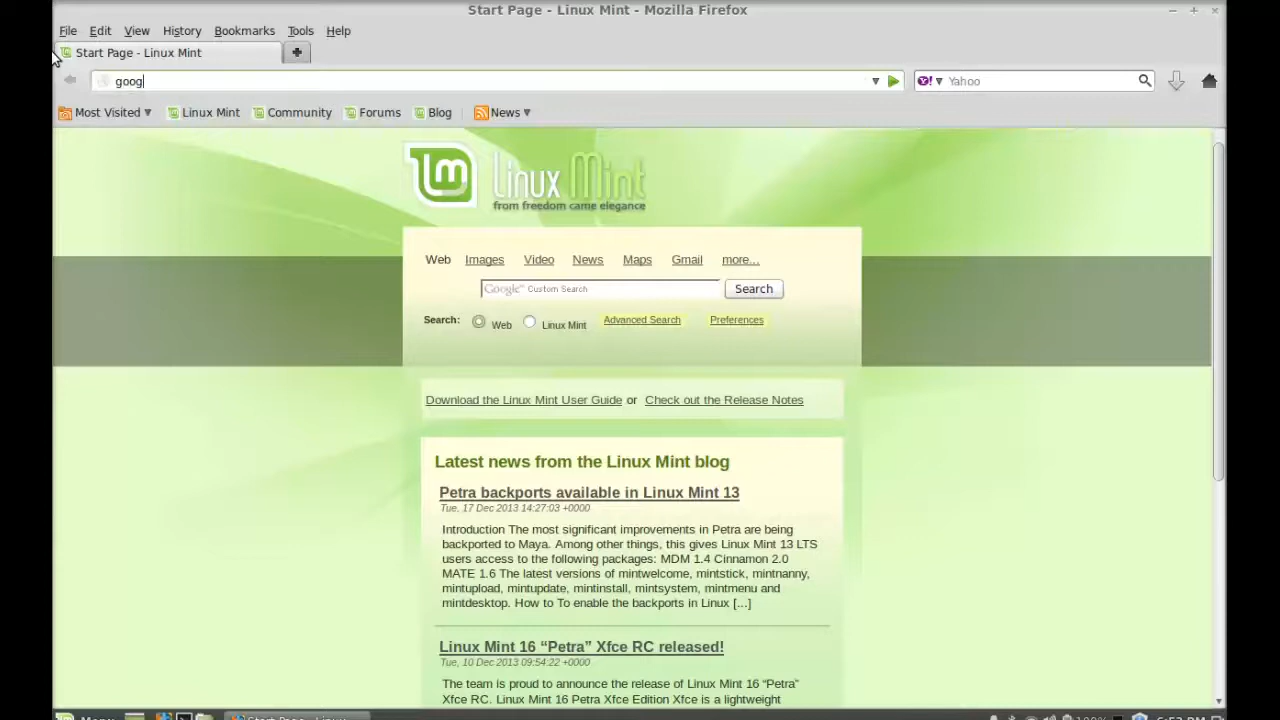 Start Page - Linux Mint - Mozilla Firefox
File Edit View History Bookmarks Tools Help
Start Page - Linux Mint
goog
Yahoo
Most Visited Linux Mint Community Forums Blog News
Linux Mint
from freedom came elegance
Web Images Video News Maps Gmail more...
Google™ Custom Search Search
Search: Web Linux Mint Advanced Search Preferences
Download the Linux Mint User Guide or Check out the Release Notes
Latest news from the Linux Mint blog
Petra backports available in Linux Mint 13
Tue, 17 Dec 2013 14:27:03 +0000
Introduction The most significant improvements in Petra are being
backported to Maya. Among other things, this gives Linux Mint 13 LTS
users access to the following packages: MDM 1.4 Cinnamon 2.0
MATE 1.6 The latest versions of mintwelcome, mintstick, mintnanny,
mintupload, mintupdate, mintinstall, mintsystem, mintmenu and
mintdesktop. How to To enable the backports in Linux [...]
Linux Mint 16 “Petra” Xfce RC released!
Tue, 10 Dec 2013 09:54:22 +0000
The team is proud to announce the release of Linux Mint 16 “Petra”
Xfce RC. Linux Mint 16 Petra Xfce Edition Xfce is a lightweight
Menu Start Page - Linux 100% 6:52 PM